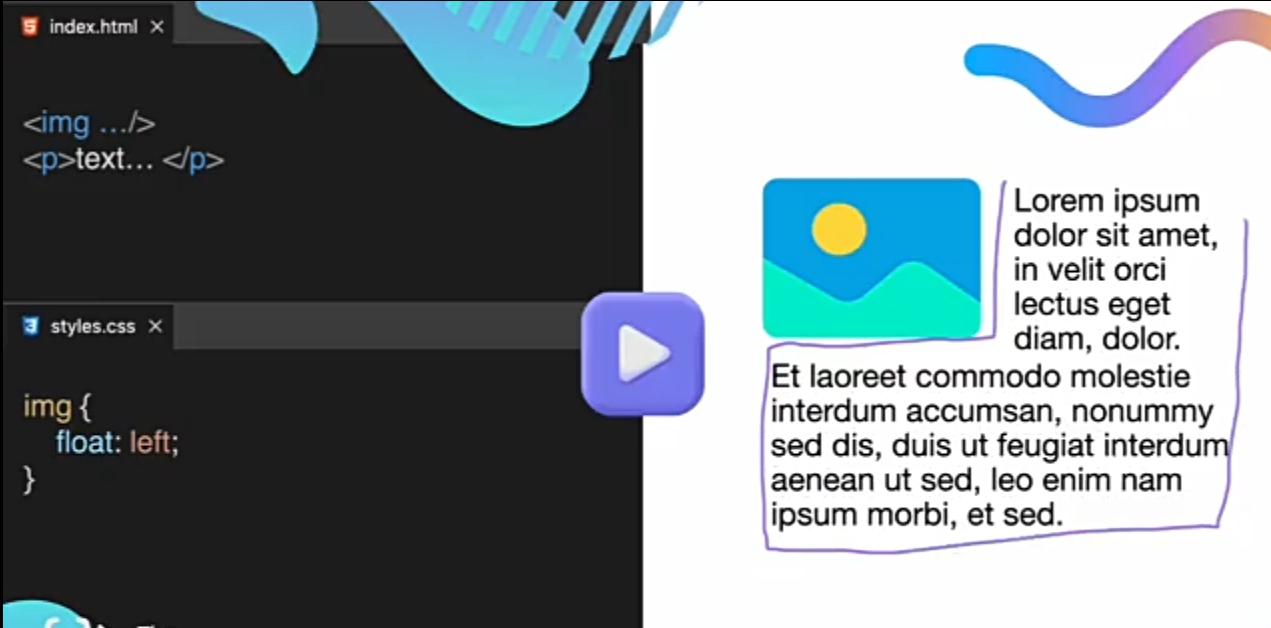 index.html ×
<img .../>
<p>text... </p>
styles.css ×
img {
float: left;
}
Lorem ipsum
dolor sit amet,
in velit orci
lectus eget
diam, dolor.
Et laoreet commodo molestie
interdum accumsan, nonummy
sed dis, duis ut feugiat interdum
aenean ut sed, leo enim nam
ipsum morbi, et sed.